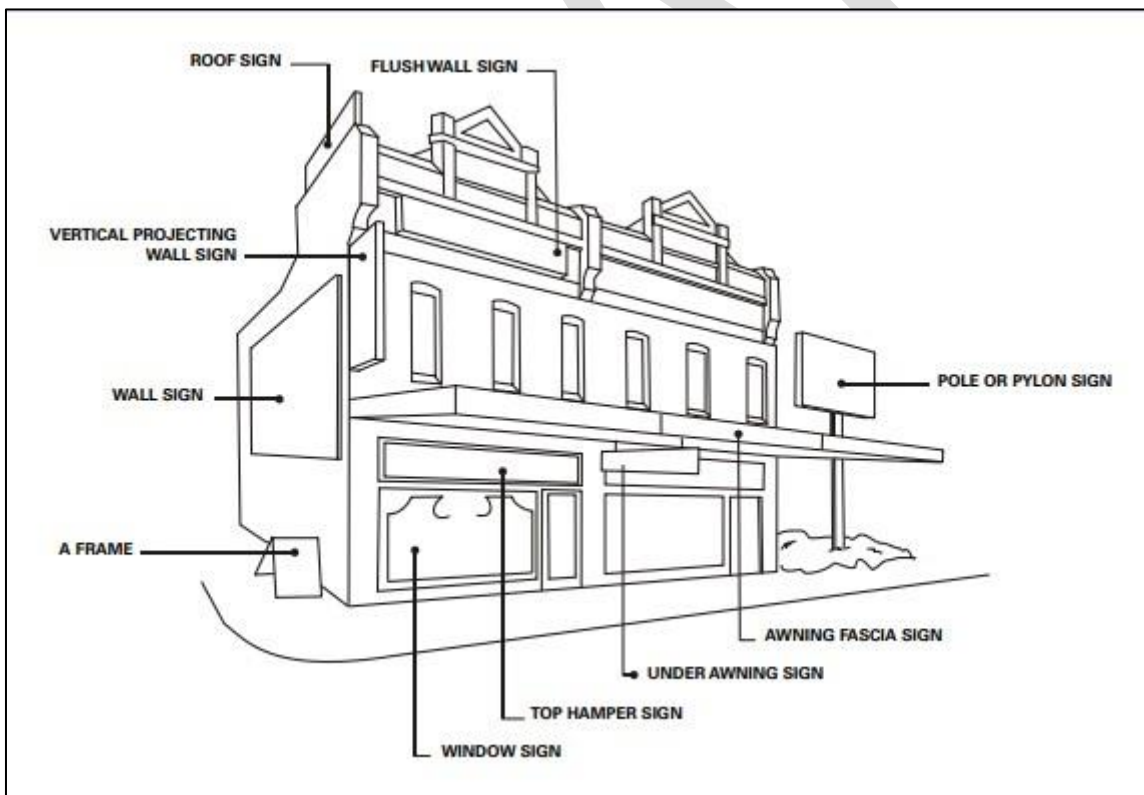 ROOF SIGN
FLUSH WALL SIGN
VERTICAL PROJECTING
WALL SIGN
WALL SIGN
POLE OR PYLON SIGN
A FRAME
AWNING FASCIA SIGN
UNDER AWNING SIGN
TOP HAMPER SIGN
WINDOW SIGN